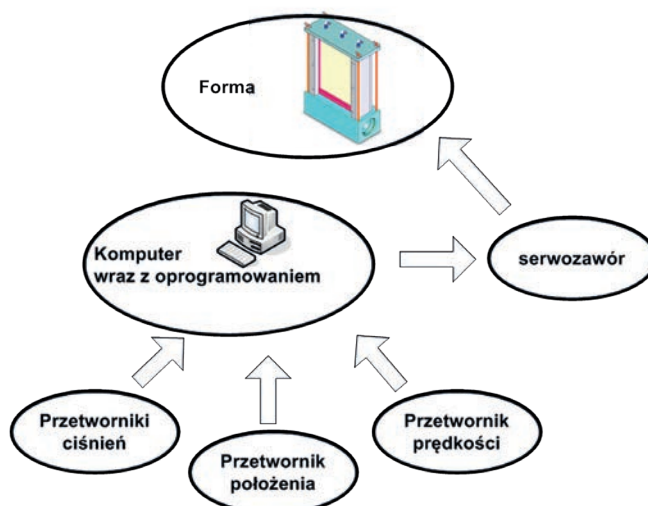 Forma
Komputer
wraz z oprogramowaniem
serwozawór
Przetworniki
ciśnień
Przetwornik
położenia
Przetwornik
prędkości